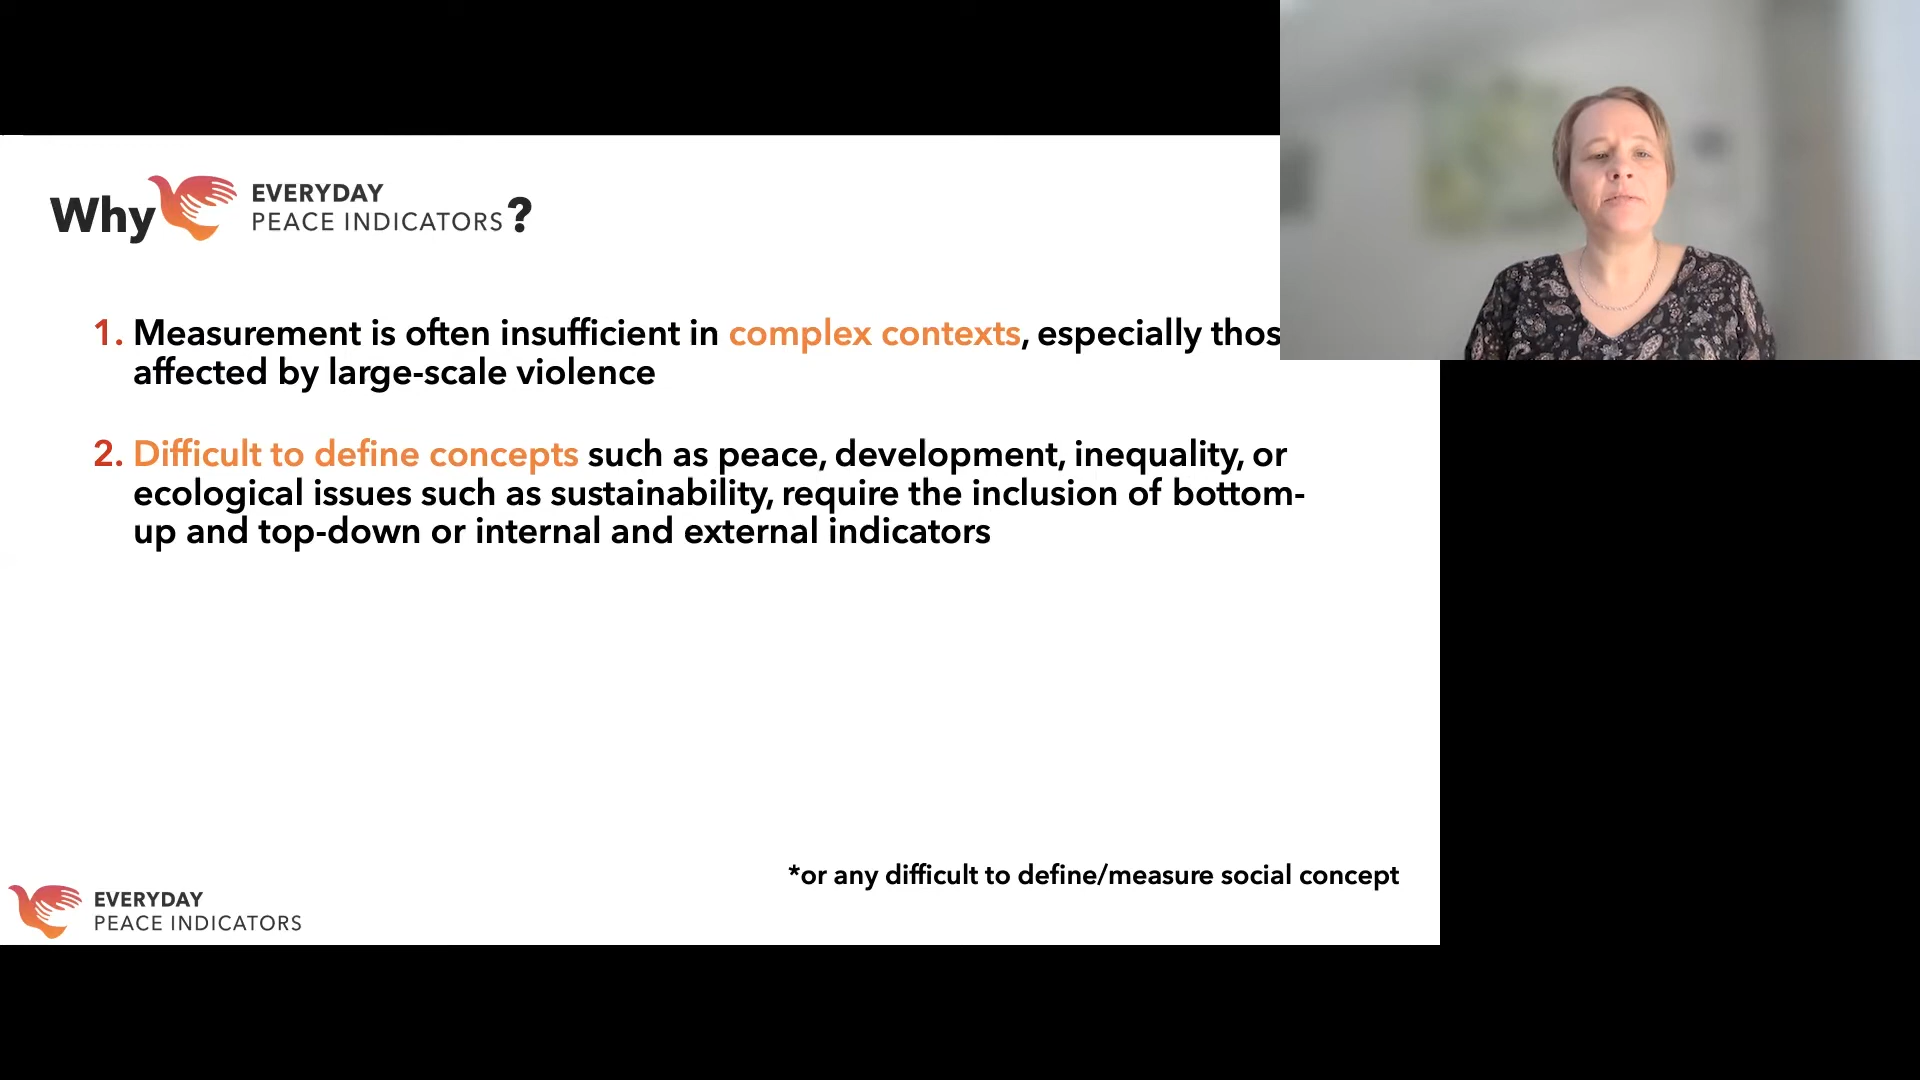 Why EVERYDAY PEACE INDICATORS?
1. Measurement is often insufficient in complex contexts, especially thos
affected by large-scale violence
2. Difficult to define concepts such as peace, development, inequality, or
ecological issues such as sustainability, require the inclusion of bottom-
up and top-down or internal and external indicators
*or any difficult to define/measure social concept
EVERYDAY
PEACE INDICATORS